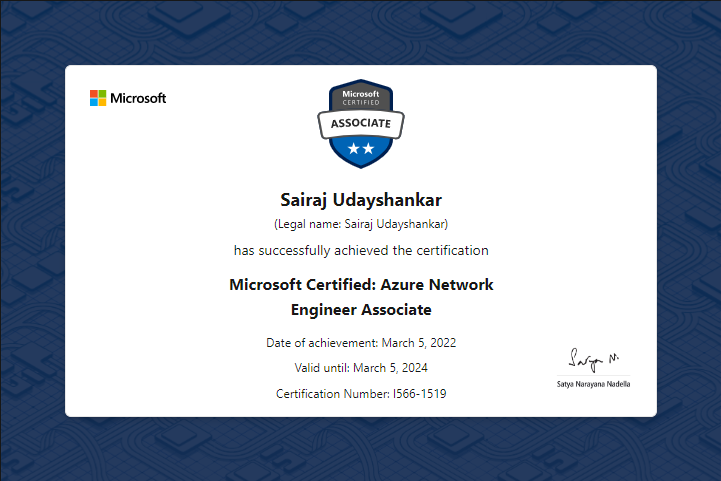 Microsoft
Microsoft
CERTIFIED
ASSOCIATE
Sairaj Udayshankar
(Legal name: Sairaj Udayshankar)
has successfully achieved the certification
Microsoft Certified: Azure Network
Engineer Associate
Date of achievement: March 5, 2022
Valid until: March 5, 2024
Certification Number: I566-1519
Satya N.
Satya Narayana Nadella